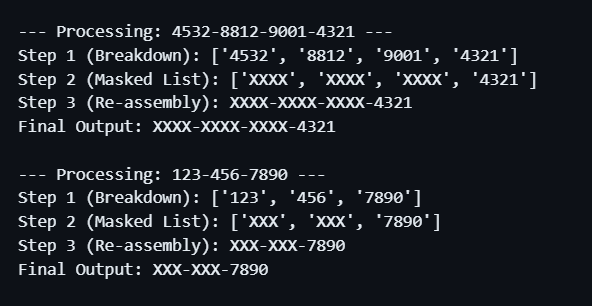 --- Processing: 4532-8812-9001-4321 ---
Step 1 (Breakdown): ['4532', '8812', '9001', '4321']
Step 2 (Masked List): ['XXXX', 'XXXX', 'XXXX', '4321']
Step 3 (Re-assembly): XXXX-XXXX-XXXX-4321
Final Output: XXXX-XXXX-XXXX-4321

--- Processing: 123-456-7890 ---
Step 1 (Breakdown): ['123', '456', '7890']
Step 2 (Masked List): ['XXX', 'XXX', '7890']
Step 3 (Re-assembly): XXX-XXX-7890
Final Output: XXX-XXX-7890